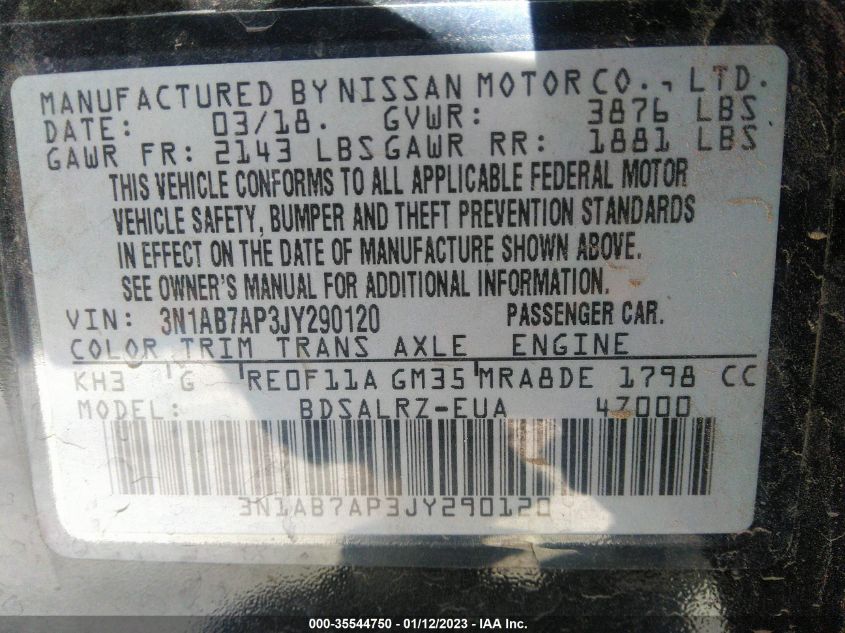 MANUFACTURED BY NISSAN MOTOR CO., LTD.
DATE: 03/18. GVWR: 3876 LBS
GAWR FR: 2143 LBS GAWR RR: 1881 LBS
THIS VEHICLE CONFORMS TO ALL APPLICABLE FEDERAL MOTOR
VEHICLE SAFETY, BUMPER AND THEFT PREVENTION STANDARDS
IN EFFECT ON THE DATE OF MANUFACTURE SHOWN ABOVE.
SEE OWNER'S MANUAL FOR ADDITIONAL INFORMATION.
VIN: 3N1AB7AP3JY290120 PASSENGER CAR.
COLOR TRIM TRANS AXLE ENGINE
KH3 ' G ' RE0F11A GM35 ' MRA8DE 1798 CC
MODEL: BDSALRZ-EUA 4Z000
3N1AB7AP3JY290120
000-35544750 — 01/12/2023 — IAA Inc.